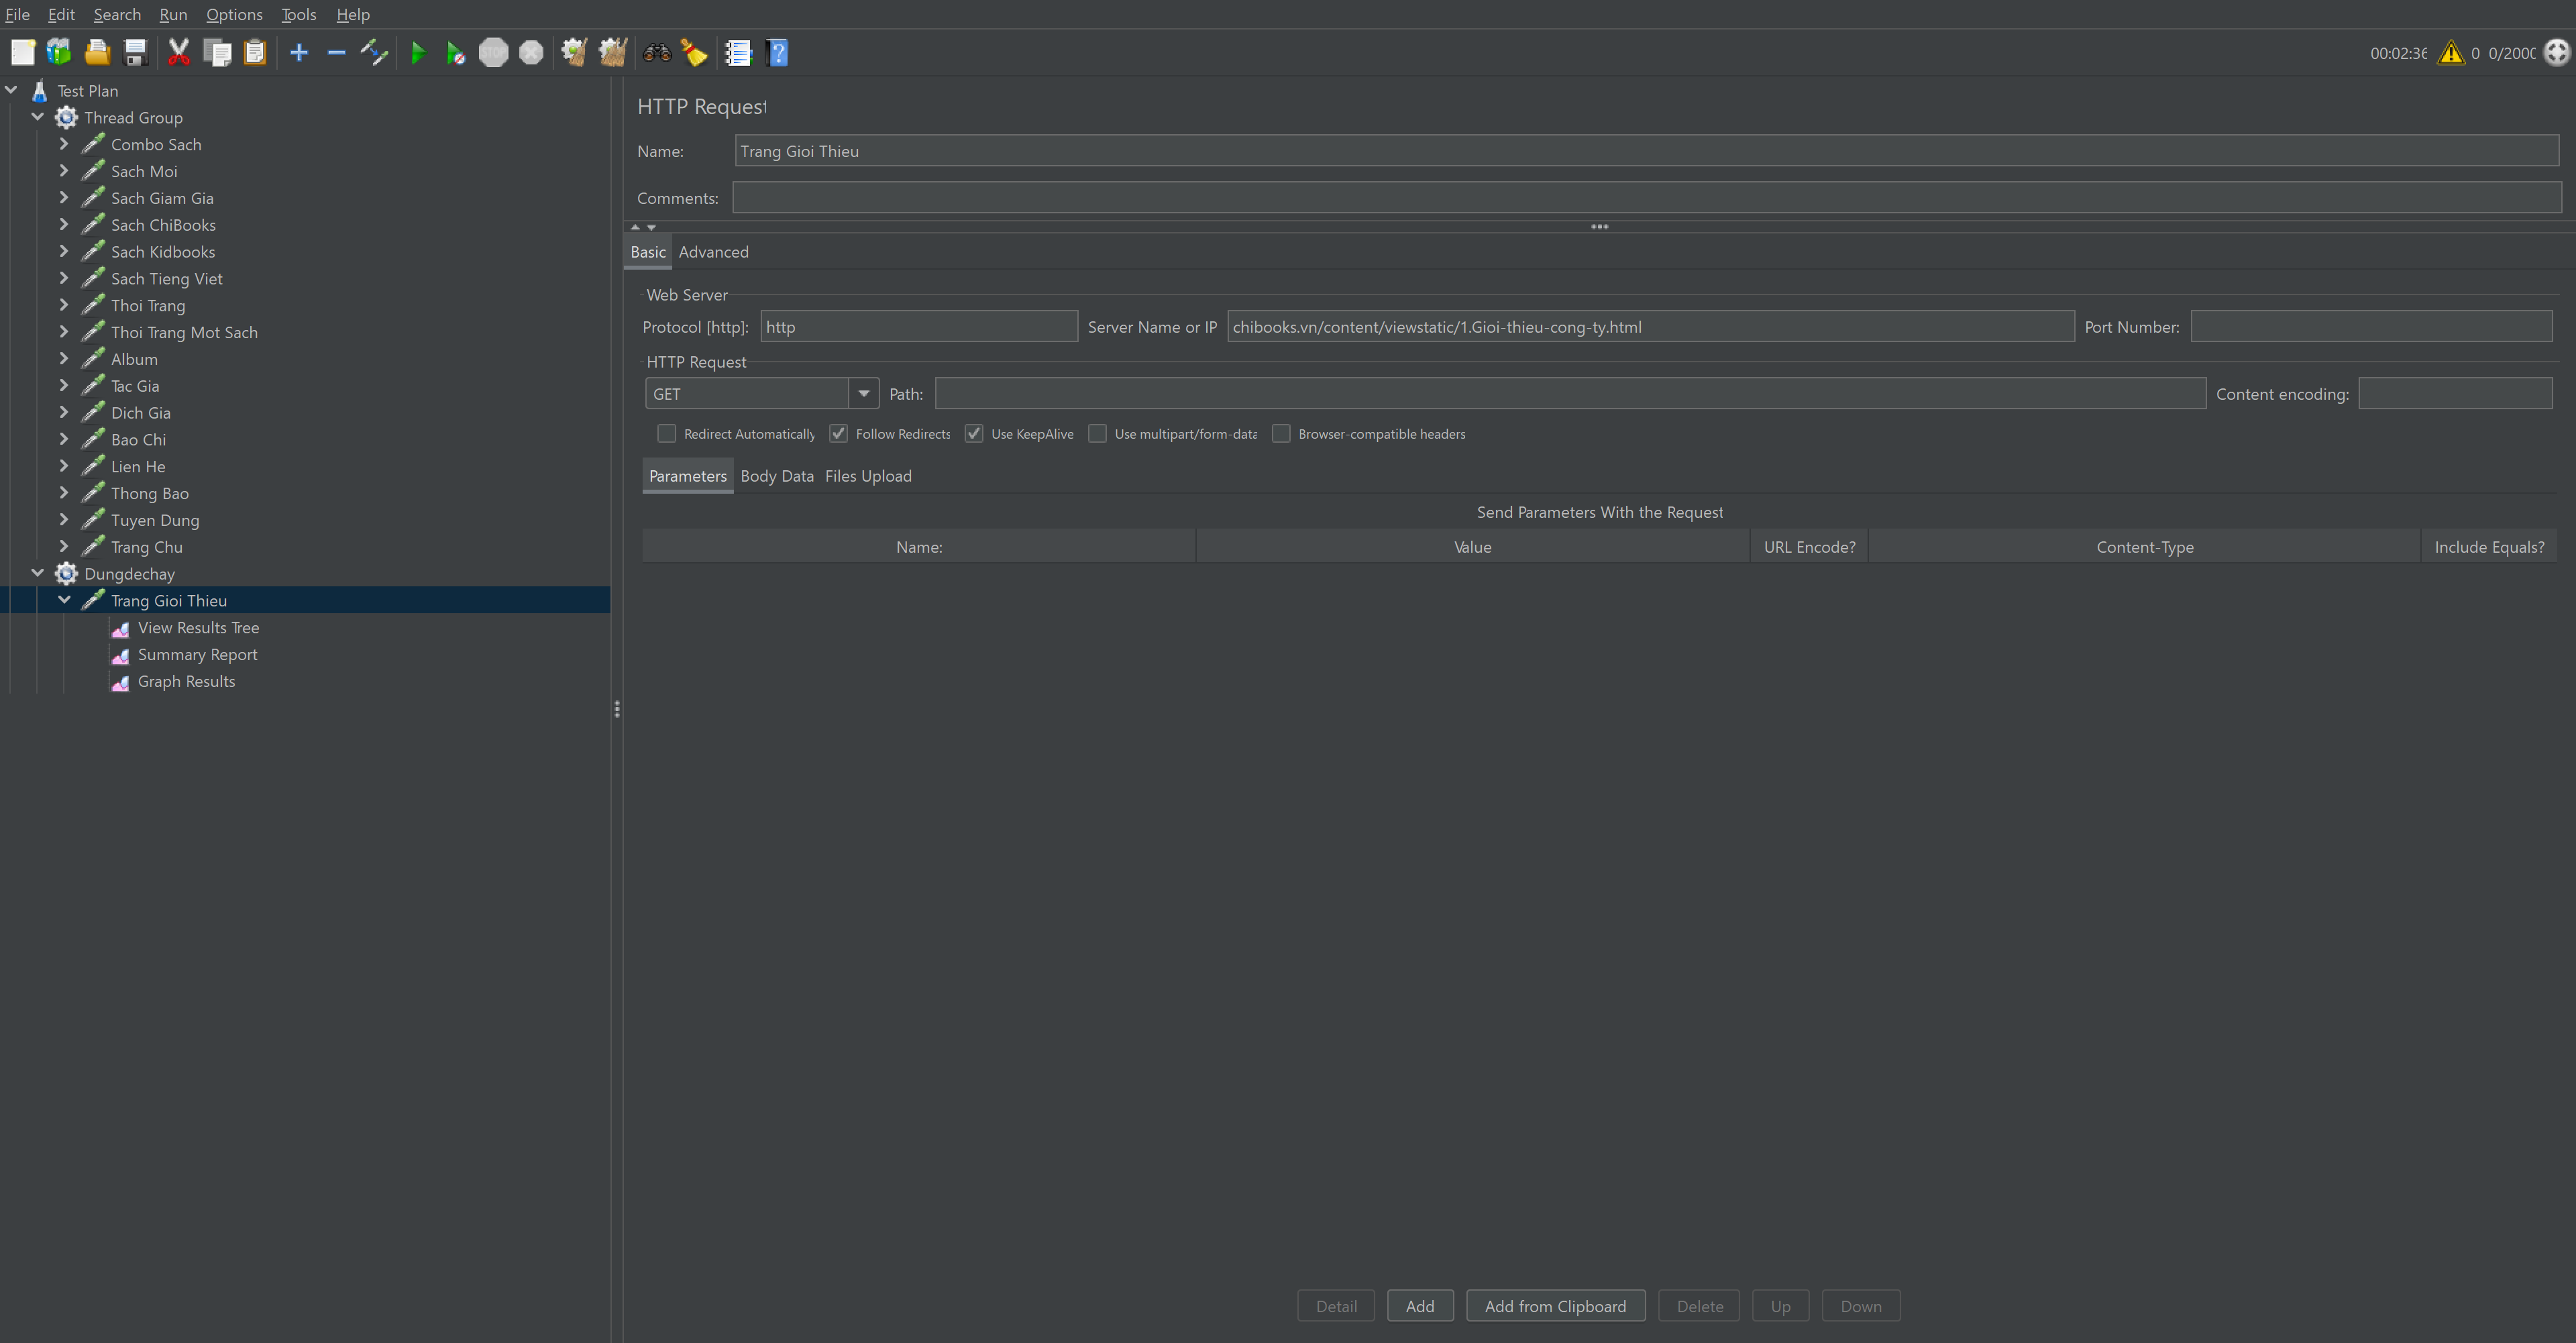 File Edit Search Run Options Tools Help
00:02:36 0 0/2000
Test Plan
Thread Group
Combo Sach
Sach Moi
Sach Giam Gia
Sach ChiBooks
Sach Kidbooks
Sach Tieng Viet
Thoi Trang
Thoi Trang Mot Sach
Album
Tac Gia
Dich Gia
Bao Chi
Lien He
Thong Bao
Tuyen Dung
Trang Chu
Dungdechay
Trang Gioi Thieu
View Results Tree
Summary Report
Graph Results
HTTP Request
Name: Trang Gioi Thieu
Comments:
Basic Advanced
Web Server
Protocol [http]: http Server Name or IP chibooks.vn/content/viewstatic/1.Gioi-thieu-cong-ty.html Port Number:
HTTP Request
GET Path: Content encoding:
Redirect Automatically Follow Redirects Use KeepAlive Use multipart/form-data Browser-compatible headers
Parameters Body Data Files Upload
Send Parameters With the Request
Name: Value URL Encode? Content-Type Include Equals?
Detail Add Add from Clipboard Delete Up Down